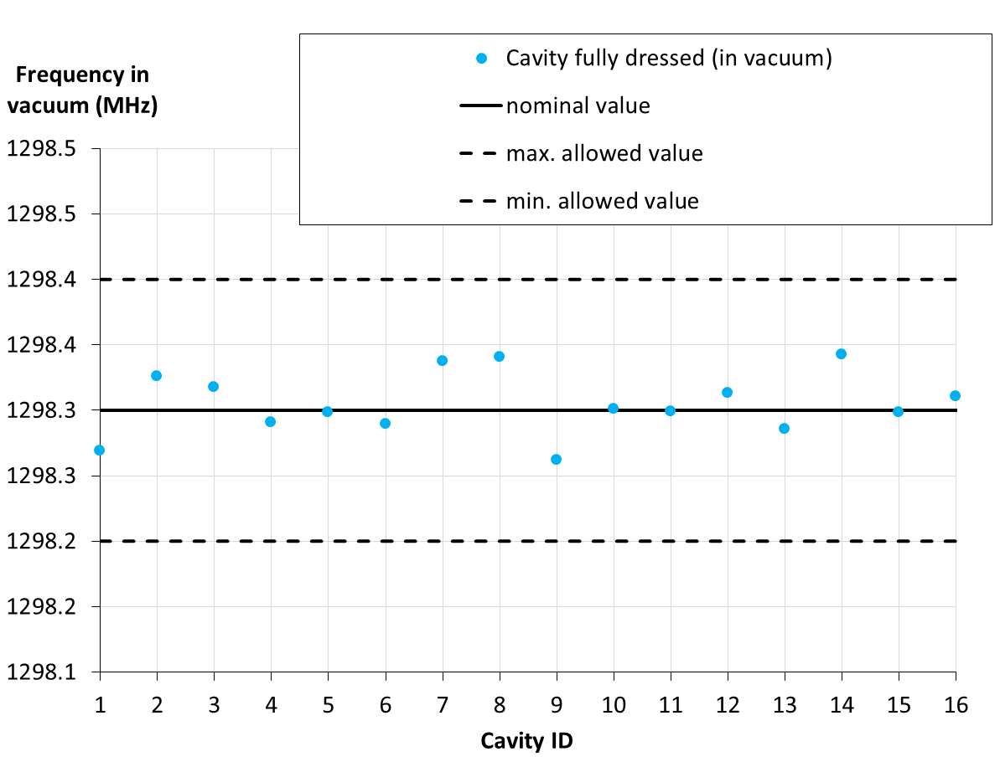 Cavity fully dressed (in vacuum)
nominal value
max. allowed value
min. allowed value
Frequency in
vacuum (MHz)
1298.5
1298.5
1298.4
1298.4
1298.3
1298.3
1298.2
1298.2
1298.1
1 2 3 4 5 6 7 8 9 10 11 12 13 14 15 16
Cavity ID